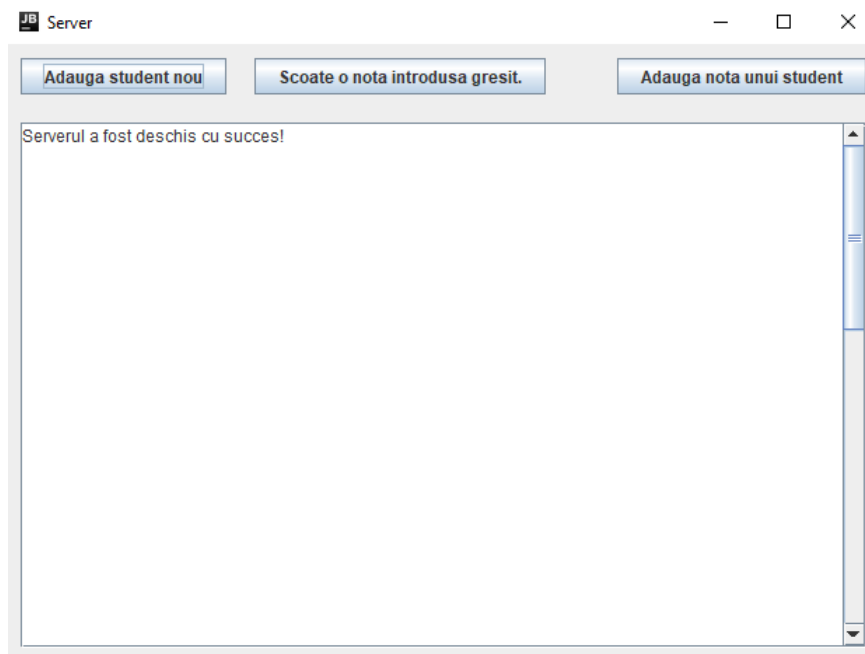 JB Server
Adauga student nou Scoate o nota introdusa gresit. Adauga nota unui student
Serverul a fost deschis cu succes!